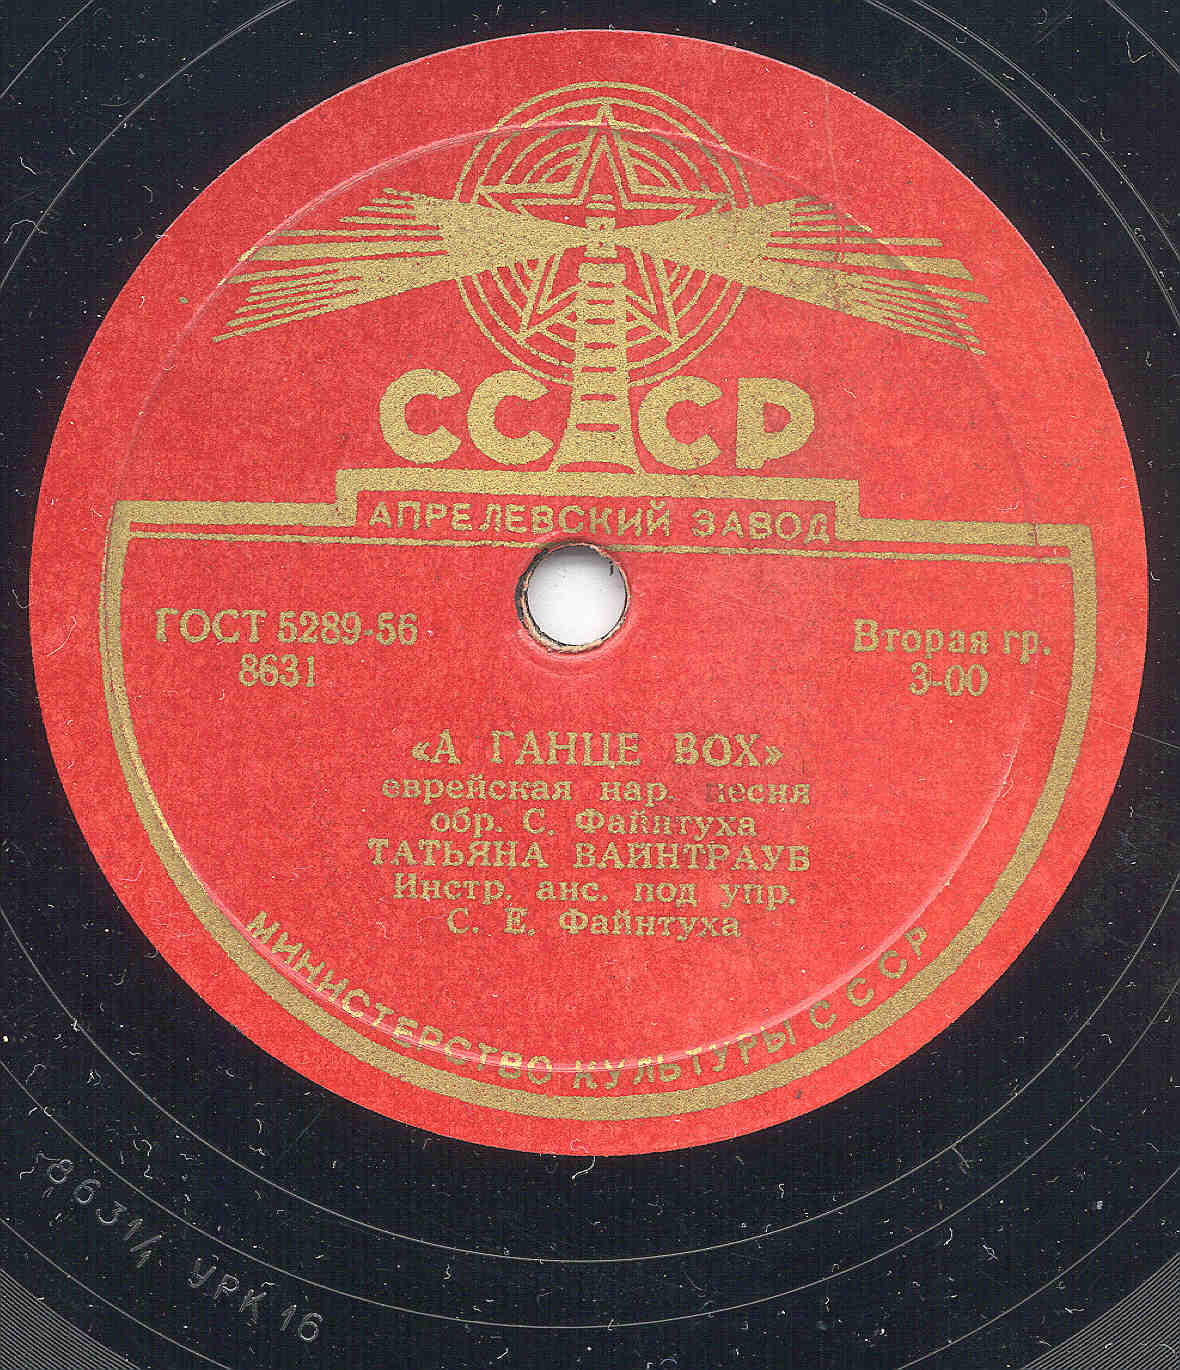 СССР
АПРЕЛЕВСКИЙ ЗАВОД
ГОСТ 5289-56
8631
Вторая гр.
3-00
«А ГАНЦЕ ВОХ»
еврейская нар. песня
обр. С. Файнтуха
ТАТЬЯНА ВАЙНТРАУБ
Инстр. анс. под упр.
С. Е. Файнтуха
МИНИСТЕРСТВО КУЛЬТУРЫ СССР
8631/1 УРК 16